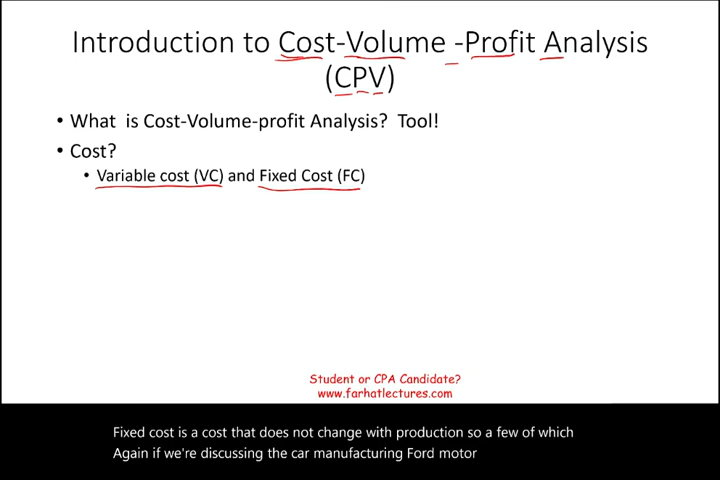 Introduction to Cost-Volume -Profit Analysis
(CPV)
• What is Cost-Volume-profit Analysis? Tool!
• Cost?
• Variable cost (VC) and Fixed Cost (FC)
Student or CPA Candidate?
www.farhatlectures.com
Fixed cost is a cost that does not change with production so a few of which
Again if we're discussing the car manufacturing Ford motor